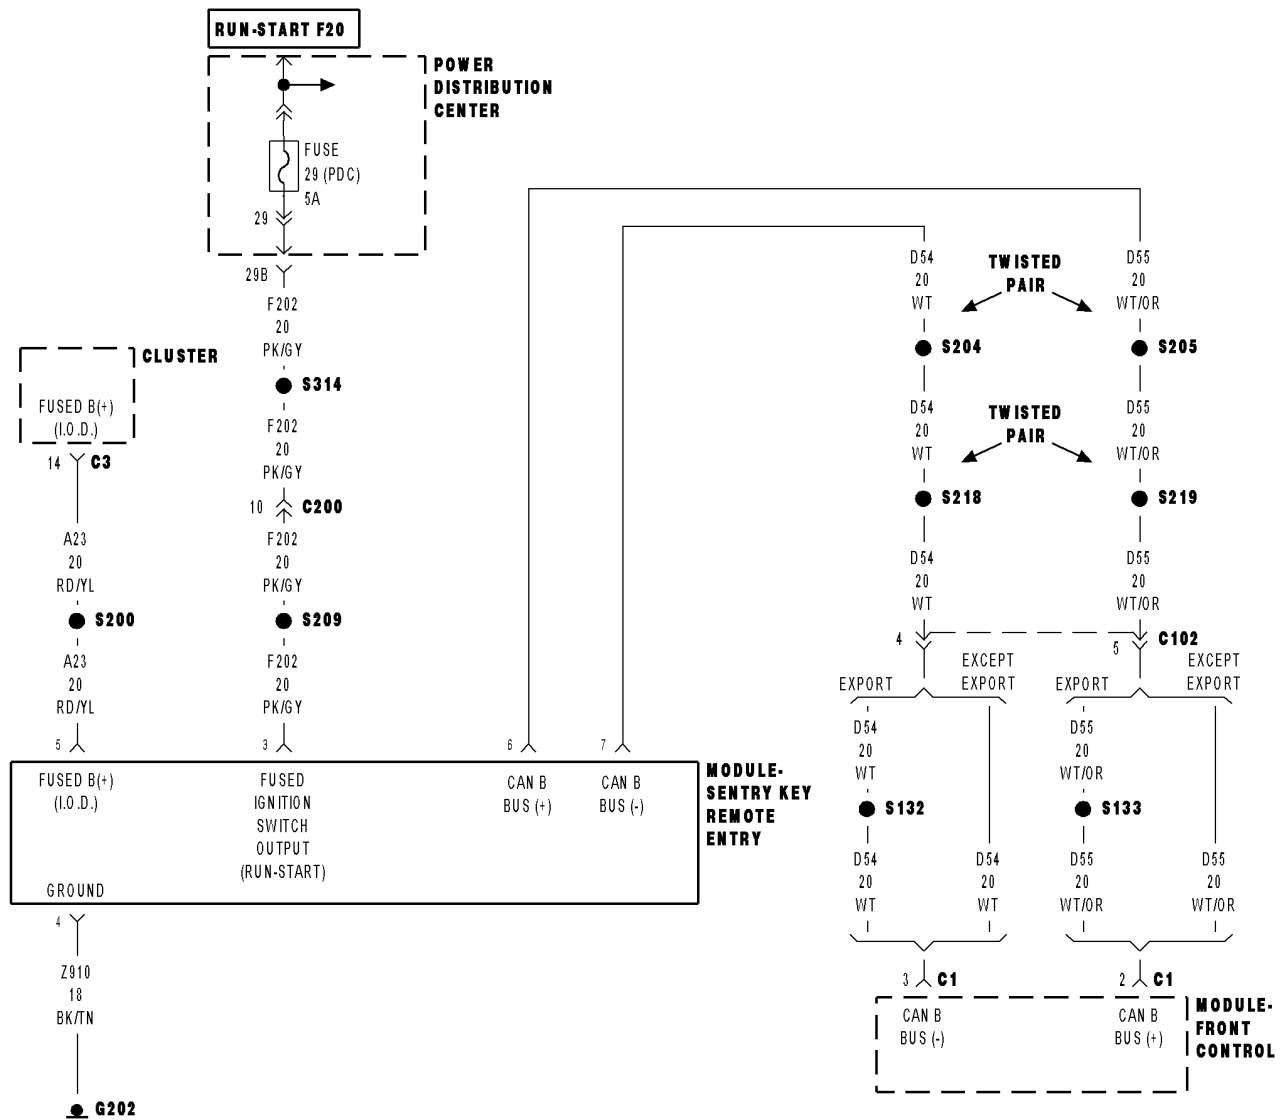 RUN-START F20
POWER
DISTRIBUTION
CENTER
FUSE
29 (PDC)
5A
29
29B
F202
20
PK/GY
S314
F202
20
PK/GY
10
C200
F202
20
PK/GY
S209
F202
20
PK/GY
3
CLUSTER
FUSED B(+)
(I.O.D.)
14
C3
A23
20
RD/YL
S200
A23
20
RD/YL
5
6
7
D54
20
WT
TWISTED
PAIR
D55
20
WT/OR
S204
S205
D54
20
WT
TWISTED
PAIR
D55
20
WT/OR
S218
S219
D54
20
WT
D55
20
WT/OR
4
5
C102
EXPORT
EXCEPT
EXPORT
EXPORT
EXCEPT
EXPORT
D54
20
WT
D55
20
WT/OR
S132
S133
D54
20
WT
D54
20
WT
D55
20
WT/OR
D55
20
WT/OR
3
C1
2
C1
CAN B
BUS (-)
CAN B
BUS (+)
MODULE-
FRONT
CONTROL
FUSED B(+)
(I.O.D.)
FUSED
IGNITION
SWITCH
OUTPUT
(RUN-START)
CAN B
BUS (+)
CAN B
BUS (-)
MODULE-
SENTRY KEY
REMOTE
ENTRY
GROUND
4
Z910
18
BK/TN
G202